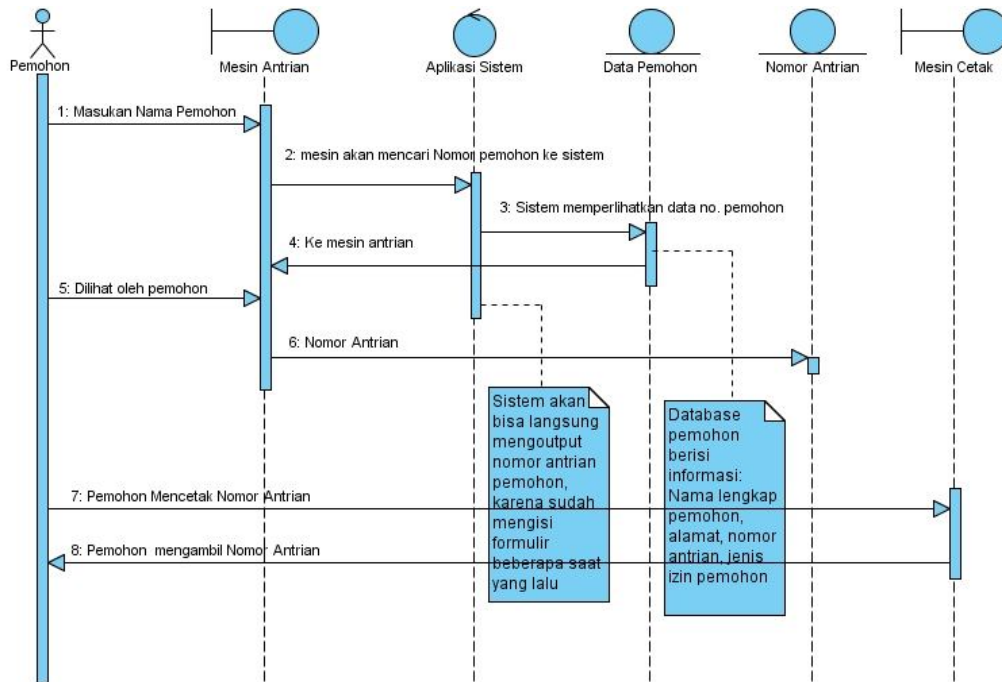 Pemohon
Mesin Antrian
Aplikasi Sistem
Data Pemohon
Nomor Antrian
Mesin Cetak
1: Masukan Nama Pemohon
2: mesin akan mencari Nomor pemohon ke sistem
3: Sistem memperlihatkan data no. pemohon
4: Ke mesin antrian
5: Dilihat oleh pemohon
6: Nomor Antrian
Sistem akan
bisa langsung
mengoutput
nomor antrian
pemohon,
karena sudah
mengisi
formulir
beberapa saat
yang lalu
Database
pemohon
berisi
informasi:
Nama lengkap
pemohon,
alamat, nomor
antrian, jenis
izin pemohon
7: Pemohon Mencetak Nomor Antrian
8: Pemohon  mengambil Nomor Antrian